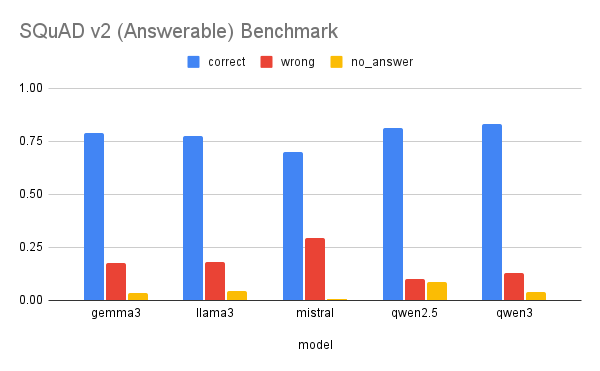 SQuAD v2 (Answerable) Benchmark
correct wrong no_answer
1.00
0.75
0.50
0.25
0.00
gemma3 llama3 mistral qwen2.5 qwen3
model